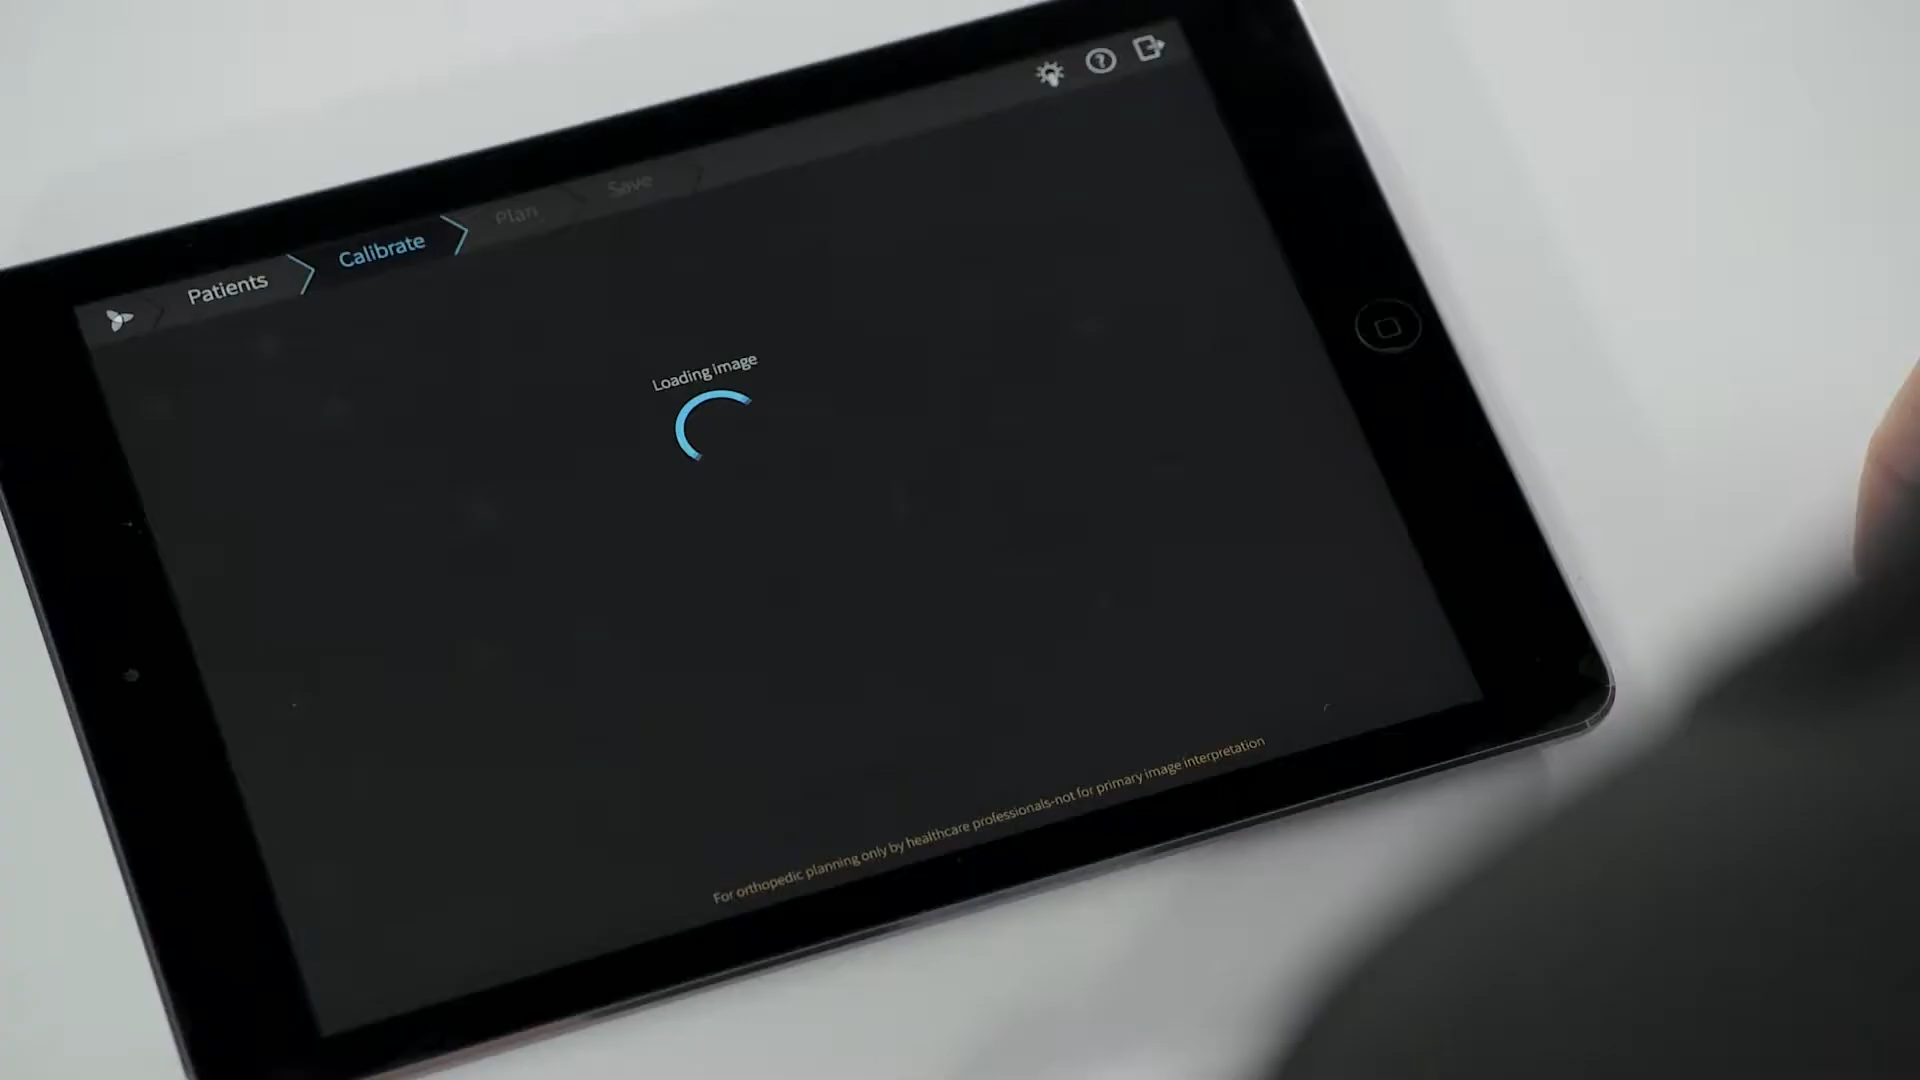 Patients
Calibrate
Plan
Save
Loading image
For orthopedic planning only by healthcare professionals-not for primary image interpretation